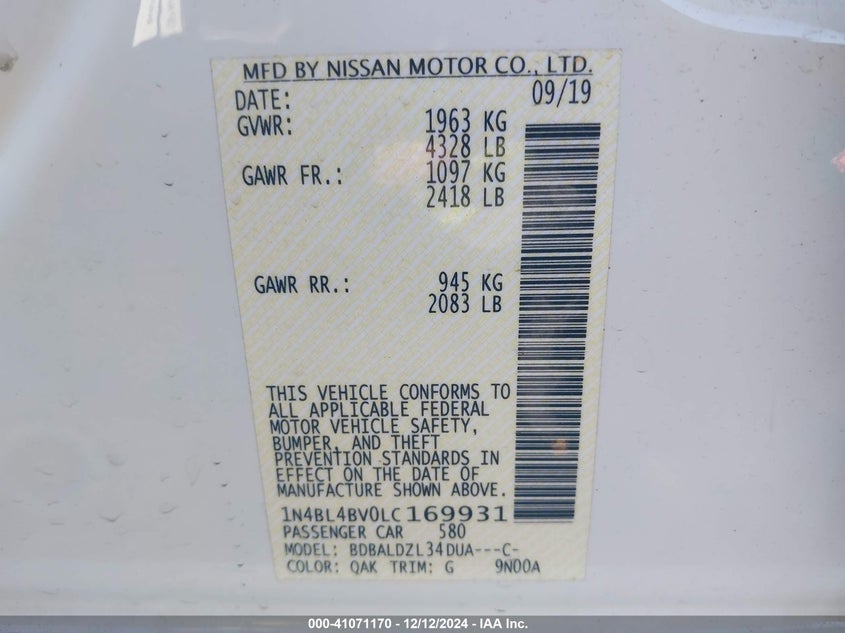 MFD BY NISSAN MOTOR CO., LTD.
DATE: 09/19
GVWR: 1963 KG
4328 LB
GAWR FR.: 1097 KG
2418 LB
GAWR RR.: 945 KG
2083 LB
THIS VEHICLE CONFORMS TO
ALL APPLICABLE FEDERAL
MOTOR VEHICLE SAFETY,
BUMPER, AND THEFT
PREVENTION STANDARDS IN
EFFECT ON THE DATE OF
MANUFACTURE SHOWN ABOVE.
1N4BL4BV0LC169931
PASSENGER CAR 580
MODEL: BDBALDZL34DUA---C-
COLOR: QAK TRIM: G 9N00A
000-41071170 - 12/12/2024 - IAA Inc.